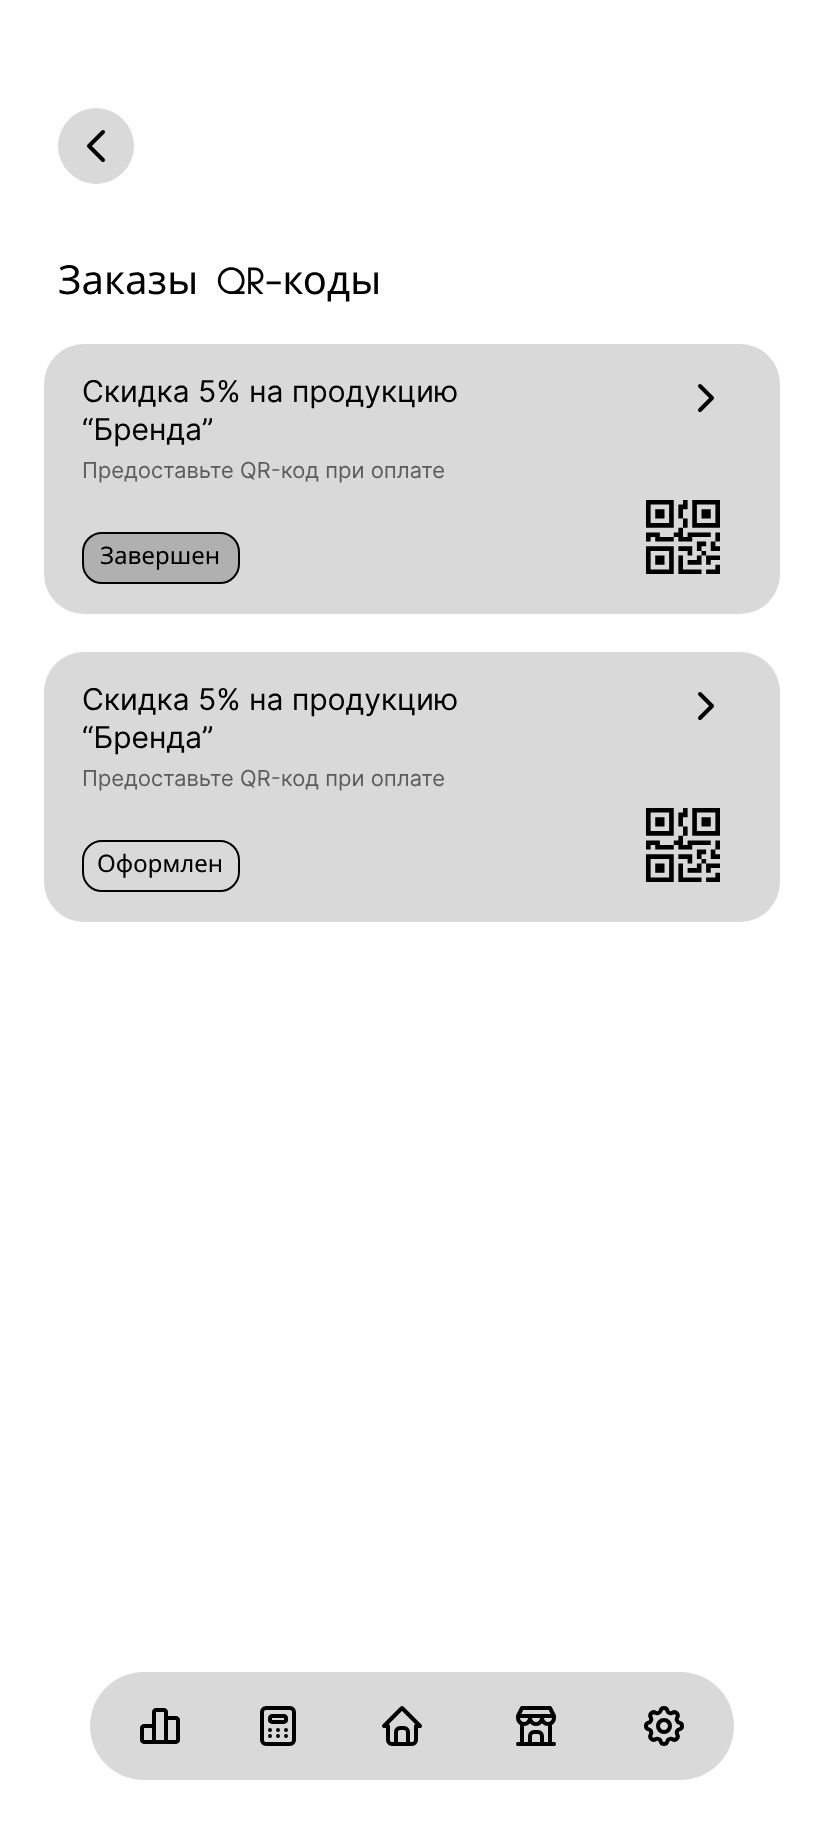 Заказы QR-коды
Скидка 5% на продукцию
“Бренда”
Предоставьте QR-код при оплате
Завершен
Скидка 5% на продукцию
“Бренда”
Предоставьте QR-код при оплате
Оформлен